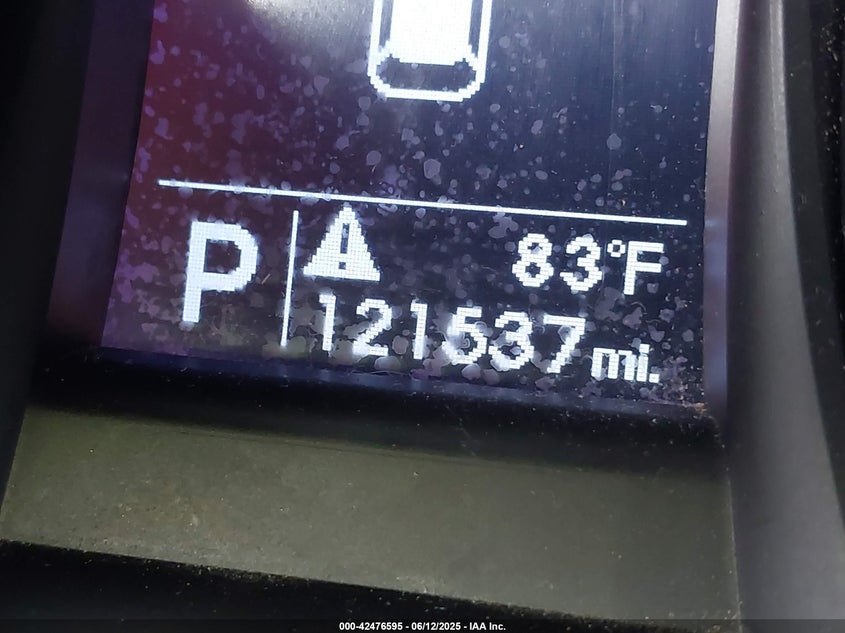 P
83°F
121537 mi.
000-42476595 - 06/12/2025 - IAA Inc.